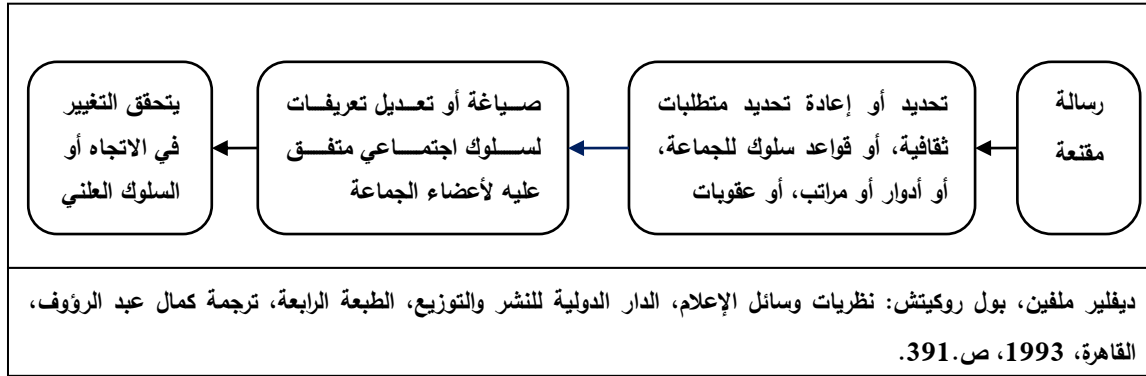 رسالة
مقنعة
تحديد أو إعادة تحديد متطلبات
ثقافية، أو قواعد سلوك للجماعة،
أو أدوار أو مراتب، أو عقوبات
صياغة أو تعديل تعريفات
لسلوك اجتماعي متفق
عليه لأعضاء الجماعة
يتحقق التغيير
في الاتجاه أو
السلوك العلني
ديفلير ملفين، بول روكيتش: نظريات وسائل الإعلام، الدار الدولية للنشر والتوزيع، الطبعة الرابعة، ترجمة كمال عبد الرؤوف،
القاهرة، 1993، ص.391.